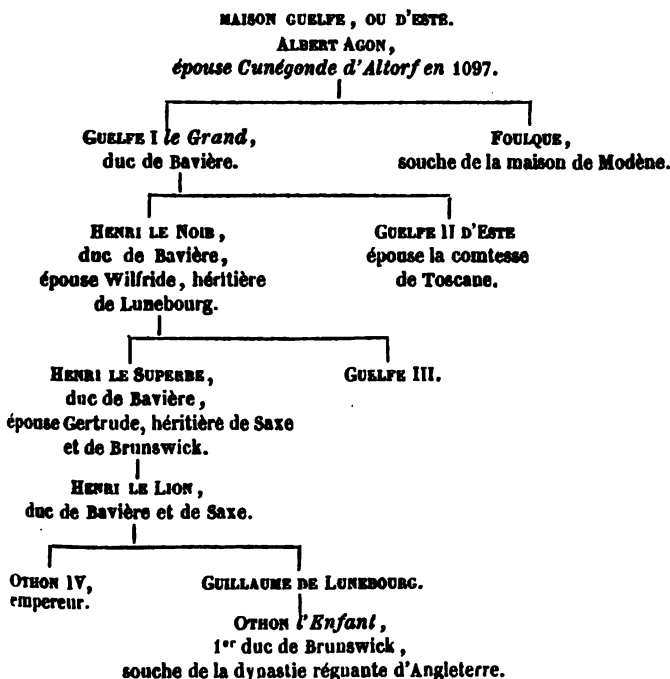 MAISON GUELFE, OU D'ESTE.
ALBERT AGON,
épouse Cunégonde d'Altorf en 1097.
GUELFE I le Grand,
duc de Bavière.
FOULQUE,
souche de la maison de Modène.
HENRI LE NOIR,
duc de Bavière,
épouse Wilfride, héritière
de Lunebourg.
GUELFE II D'ESTE
épouse la comtesse
de Toscane.
HENRI LE SUPERBE,
duc de Bavière,
épouse Gertrude, héritière de Saxe
et de Brunswick.
GUELFE III.
HENRI LE LION,
duc de Bavière et de Saxe.
OTHON IV,
empereur.
GUILLAUME DE LUNEBOURG.
OTHON l'Enfant,
1er duc de Brunswick,
souche de la dynastie régnante d'Angleterre.